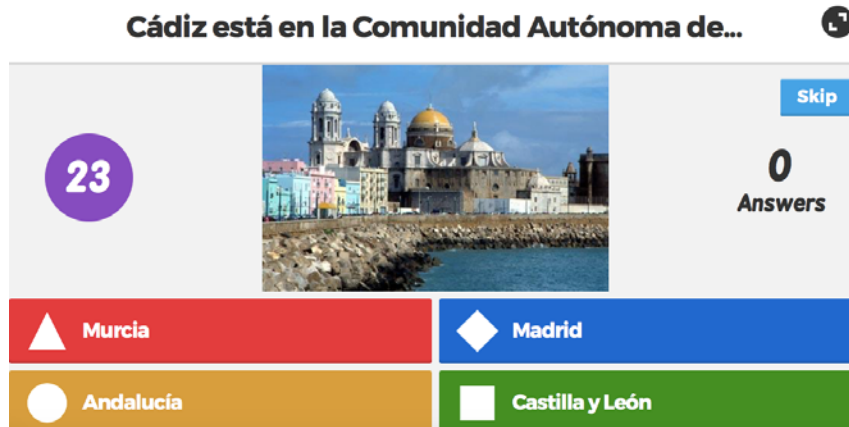 Cádiz está en la Comunidad Autónoma de...
Skip
23
0
Answers
Murcia
Madrid
Andalucía
Castilla y León